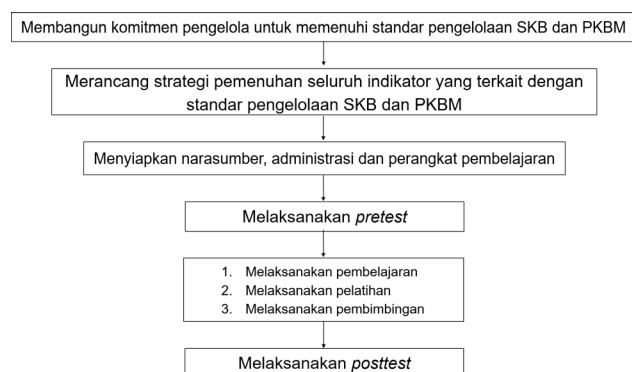 Membangun komitmen pengelola untuk memenuhi standar pengelolaan SKB dan PKBM
Merancang strategi pemenuhan seluruh indikator yang terkait dengan
standar pengelolaan SKB dan PKBM
Menyiapkan narasumber, administrasi dan perangkat pembelajaran
Melaksanakan pretest
1. Melaksanakan pembelajaran
2. Melaksanakan pelatihan
3. Melaksanakan pembimbingan
Melaksanakan posttest